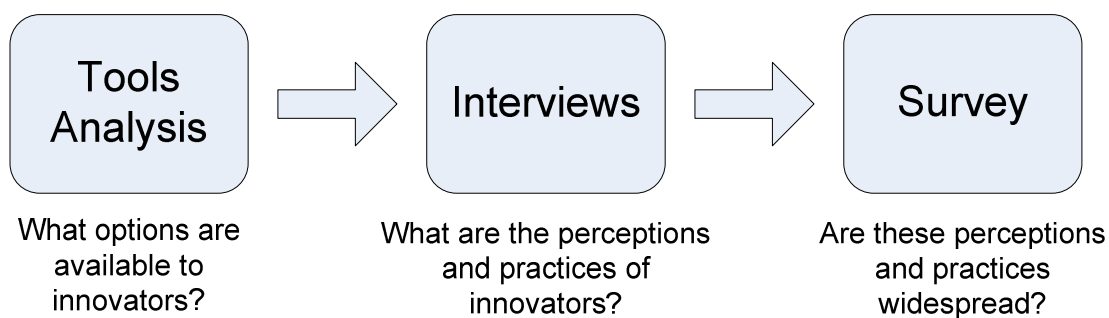 Tools
Analysis
Interviews
Survey
What options are
available to
innovators?
What are the perceptions
and practices of
innovators?
Are these perceptions
and practices
widespread?